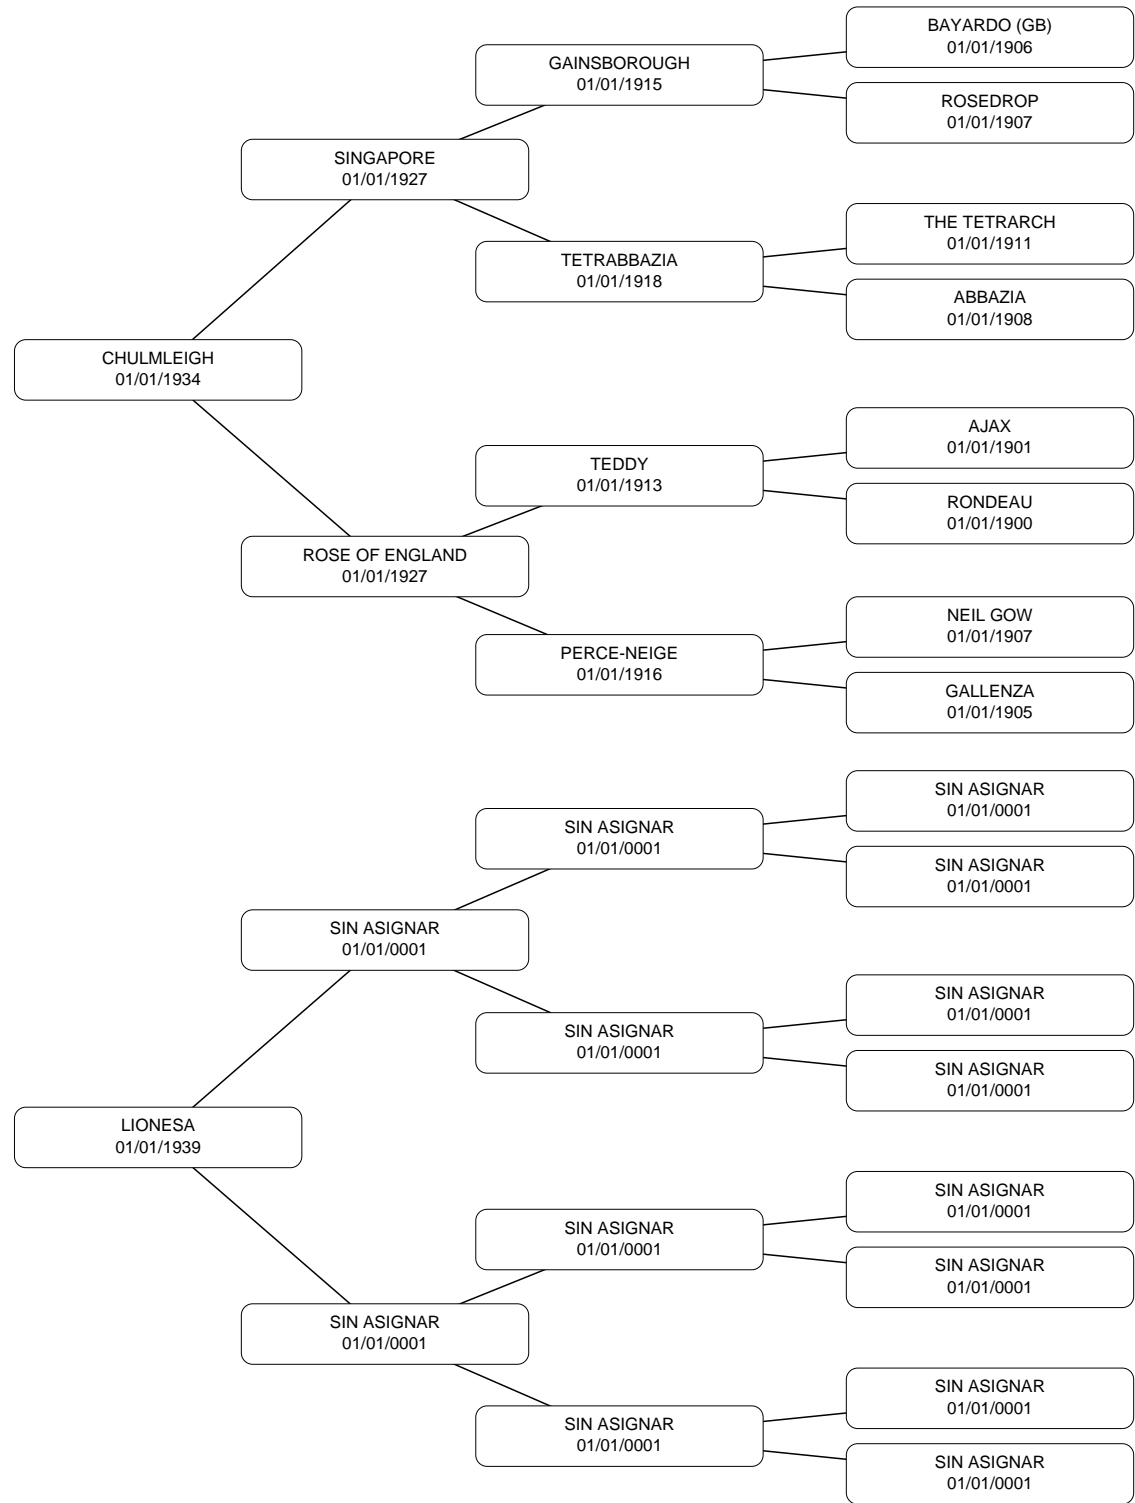 BAYARDO (GB)
01/01/1906
GAINSBOROUGH
01/01/1915
ROSEDROP
01/01/1907
SINGAPORE
01/01/1927
THE TETRARCH
01/01/1911
TETRABBAZIA
01/01/1918
ABBAZIA
01/01/1908
CHULMLEIGH
01/01/1934
AJAX
01/01/1901
TEDDY
01/01/1913
RONDEAU
01/01/1900
ROSE OF ENGLAND
01/01/1927
NEIL GOW
01/01/1907
PERCE-NEIGE
01/01/1916
GALLENZA
01/01/1905
SIN ASIGNAR
01/01/0001
SIN ASIGNAR
01/01/0001
SIN ASIGNAR
01/01/0001
SIN ASIGNAR
01/01/0001
SIN ASIGNAR
01/01/0001
SIN ASIGNAR
01/01/0001
SIN ASIGNAR
01/01/0001
LIONESA
01/01/1939
SIN ASIGNAR
01/01/0001
SIN ASIGNAR
01/01/0001
SIN ASIGNAR
01/01/0001
SIN ASIGNAR
01/01/0001
SIN ASIGNAR
01/01/0001
SIN ASIGNAR
01/01/0001
SIN ASIGNAR
01/01/0001